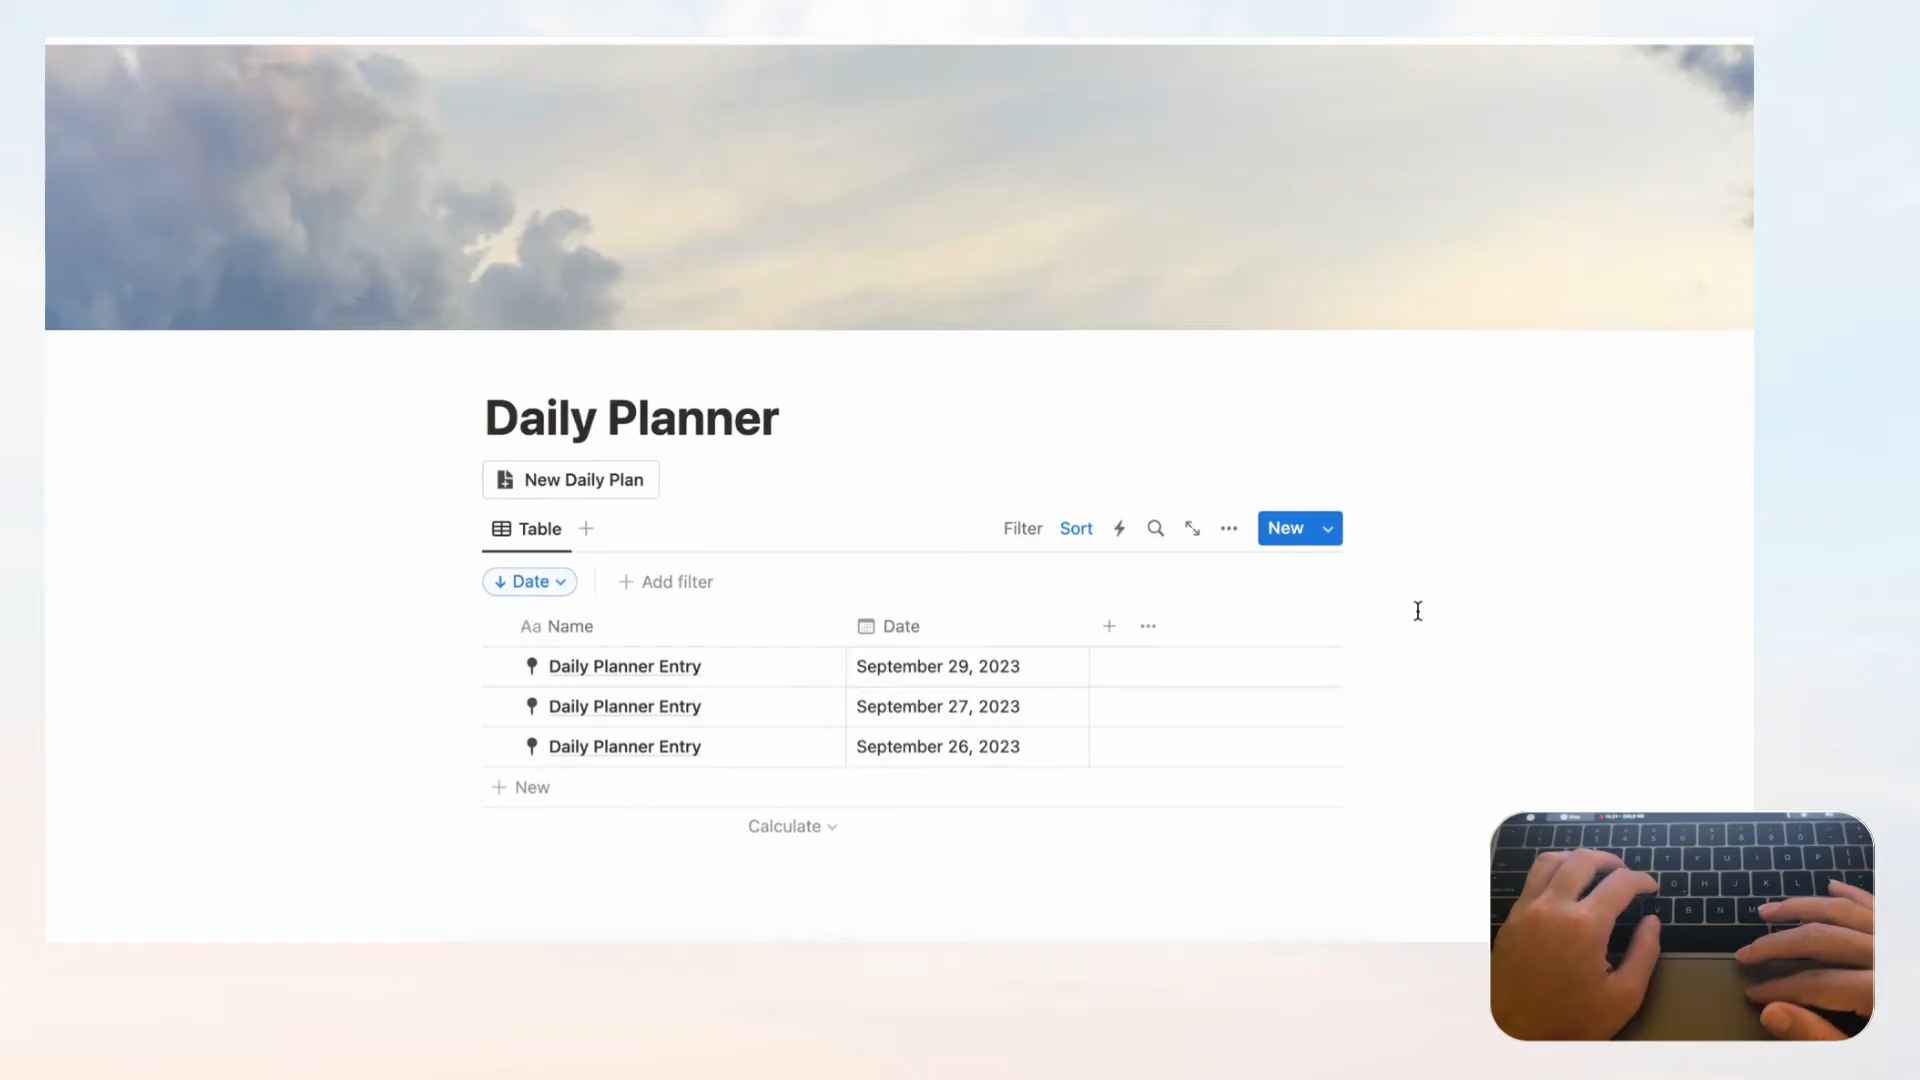 Daily Planner
New Daily Plan
Table
Filter Sort New
Date Add filter
Aa Name Date
Daily Planner Entry September 29, 2023
Daily Planner Entry September 27, 2023
Daily Planner Entry September 26, 2023
New
Calculate